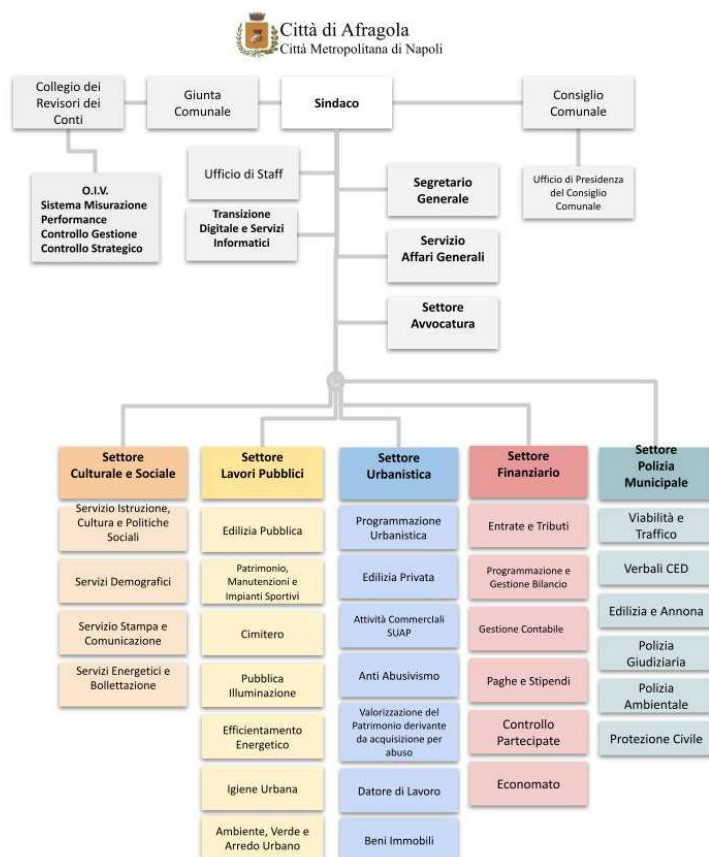 Città di Afragola
Città Metropolitana di Napoli
Collegio dei
Revisori dei
Conti
Giunta
Comunale
Sindaco
Consiglio
Comunale
O.I.V.
Sistema Misurazione
Performance
Controllo Gestione
Controllo Strategico
Ufficio di Staff
Transizione
Digitale e Servizi
Informatici
Segretario
Generale
Servizio
Affari Generali
Settore
Avvocatura
Ufficio di Presidenza
del Consiglio
Comunale
Settore
Culturale e Sociale
Servizio Istruzione,
Cultura e Politiche
Sociali
Servizi Demografici
Servizio Stampa e
Comunicazione
Servizi Energetici e
Bollettazione
Settore
Lavori Pubblici
Edilizia Pubblica
Patrimonio,
Manutenzioni e
Impianti Sportivi
Cimitero
Pubblica
Illuminazione
Efficientamento
Energetico
Igiene Urbana
Ambiente, Verde e
Arredo Urbano
Settore
Urbanistica
Programmazione
Urbanistica
Edilizia Privata
Attività Commerciali
SUAP
Anti Abusivismo
Valorizzazione del
Patrimonio derivante
da acquisizione per
abuso
Datore di Lavoro
Beni Immobili
Settore
Finanziario
Entrate e Tributi
Programmazione e
Gestione Bilancio
Gestione Contabile
Paghe e Stipendi
Controllo
Partecipate
Economato
Settore
Polizia
Municipale
Viabilità e
Traffico
Verbali CED
Edilizia e Annona
Polizia
Giudiziaria
Polizia
Ambientale
Protezione Civile